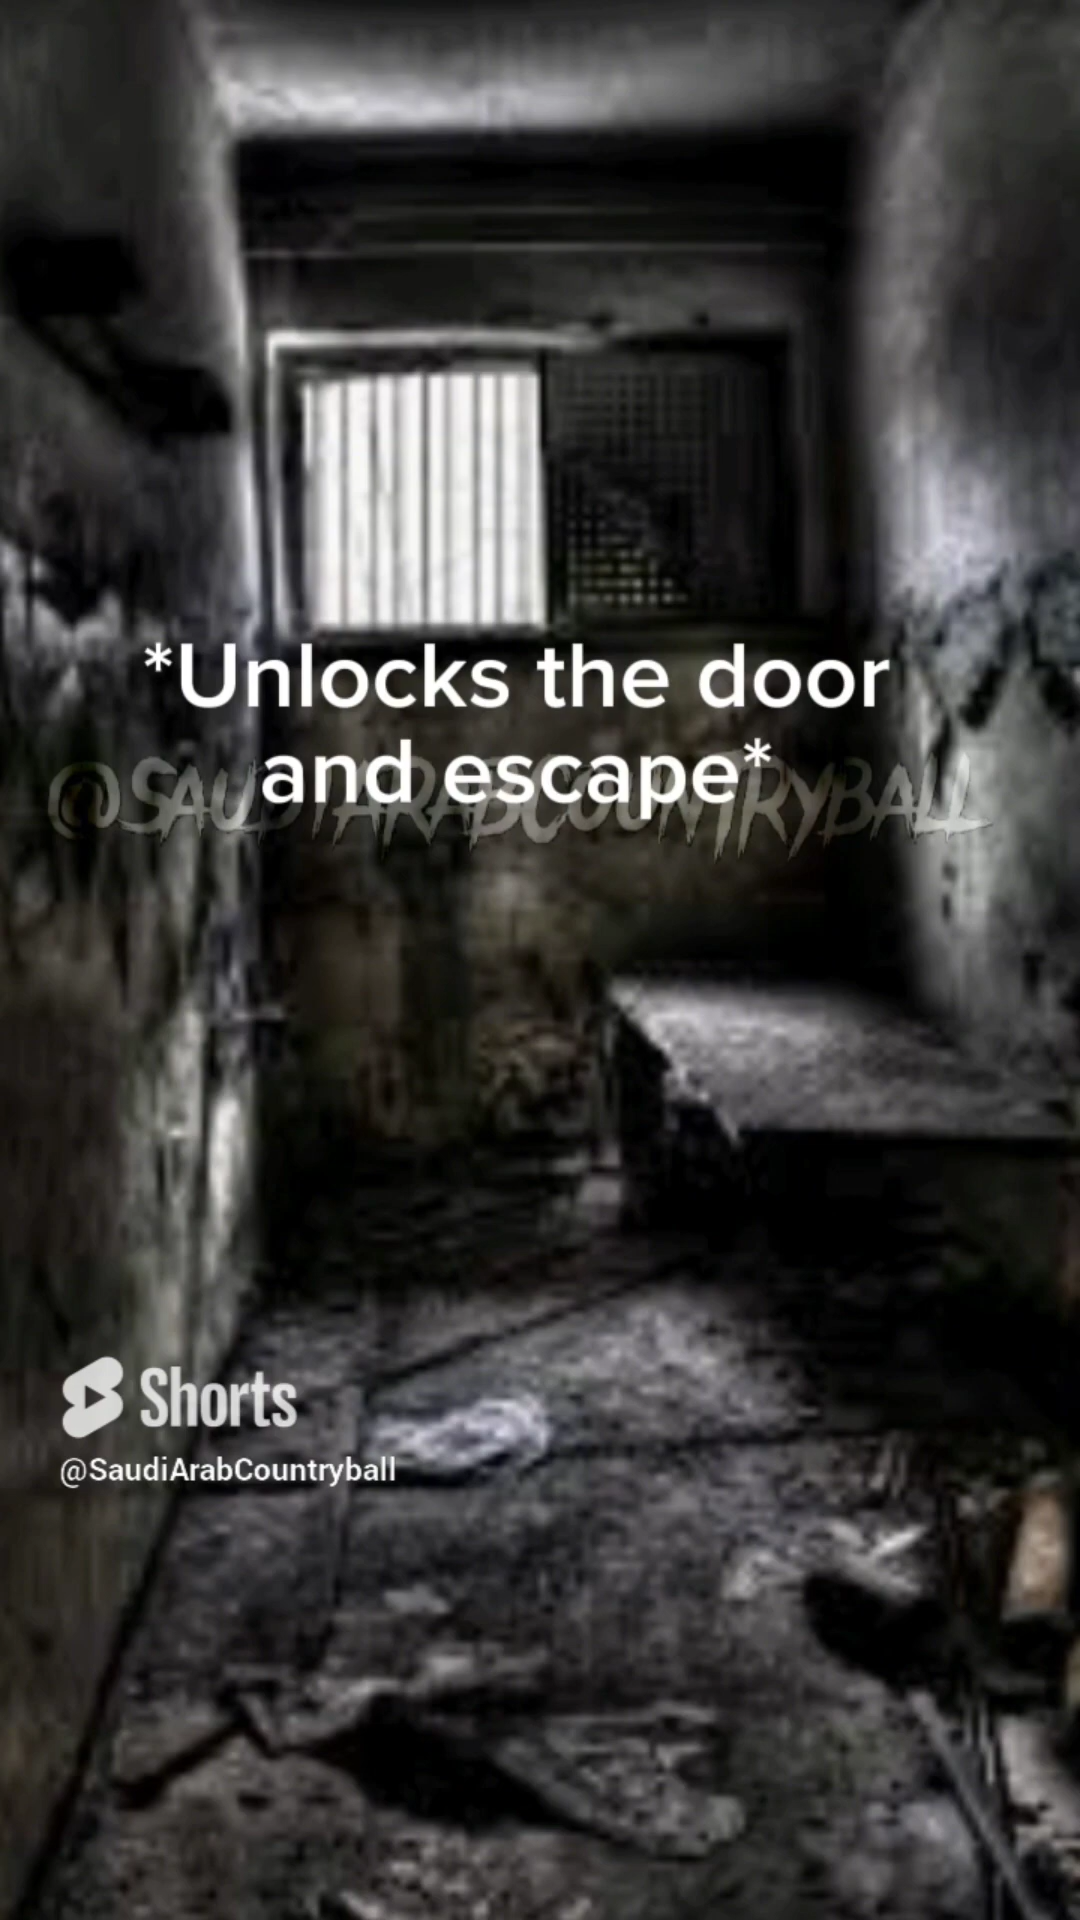 *Unlocks the door
and escape*
@SAUDIARABCOUNTRYBALL
Shorts
@SaudiArabCountryball